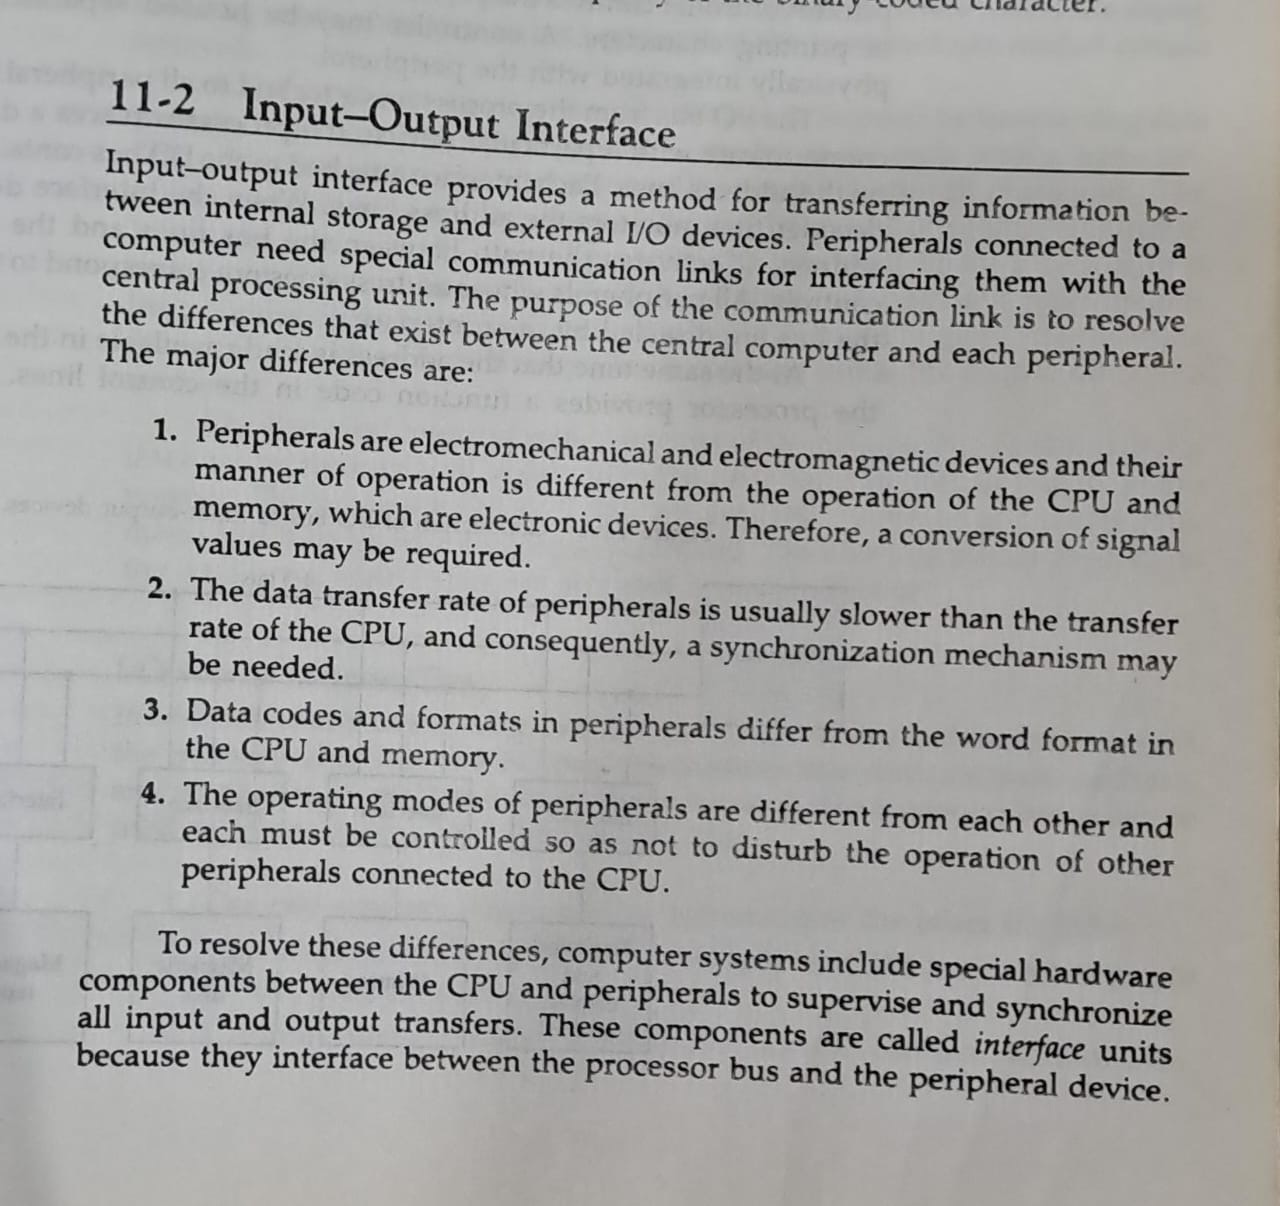 character.
11-2 Input–Output Interface
Input–output interface provides a method for transferring information be-
tween internal storage and external I/O devices. Peripherals connected to a
computer need special communication links for interfacing them with the
central processing unit. The purpose of the communication link is to resolve
the differences that exist between the central computer and each peripheral.
The major differences are:
1. Peripherals are electromechanical and electromagnetic devices and their
manner of operation is different from the operation of the CPU and
memory, which are electronic devices. Therefore, a conversion of signal
values may be required.
2. The data transfer rate of peripherals is usually slower than the transfer
rate of the CPU, and consequently, a synchronization mechanism may
be needed.
3. Data codes and formats in peripherals differ from the word format in
the CPU and memory.
4. The operating modes of peripherals are different from each other and
each must be controlled so as not to disturb the operation of other
peripherals connected to the CPU.
To resolve these differences, computer systems include special hardware
components between the CPU and peripherals to supervise and synchronize
all input and output transfers. These components are called interface units
because they interface between the processor bus and the peripheral device.